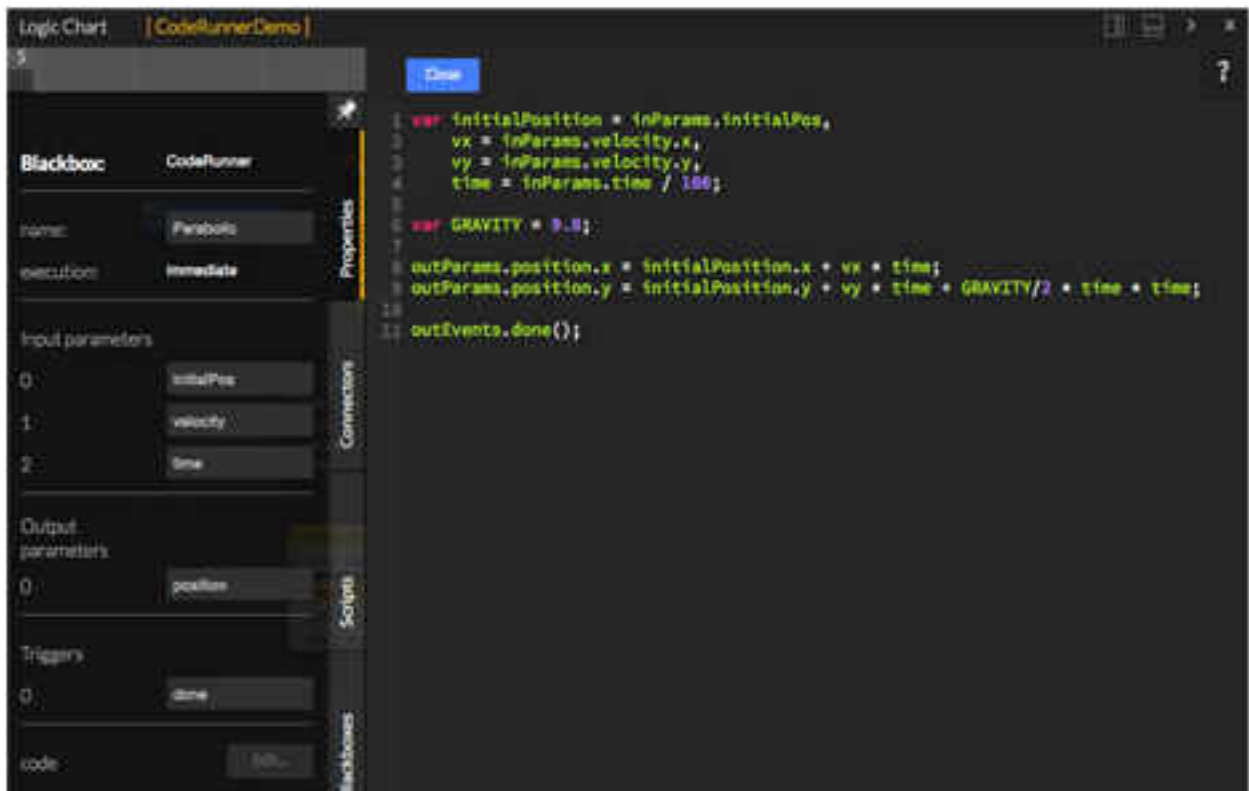 Logic Chart [CodeRunnerDemo]
Close ?
Blackbox: CodeRunner
name: Parabolic
execution: immediate
Input parameters
0 initialPos
1 velocity
2 time
Output
parameters
0 position
Triggers
0 done
code Edit...
Properties
Connectors
Scripts
Blackboxes
1 var initialPosition = inParams.initialPos,
2 vx = inParams.velocity.x,
3 vy = inParams.velocity.y,
4 time = inParams.time / 100;
5
6 var GRAVITY = 9.8;
7
8 outParams.position.x = initialPosition.x + vx * time;
9 outParams.position.y = initialPosition.y + vy * time + GRAVITY/2 * time * time;
10
11 outEvents.done();